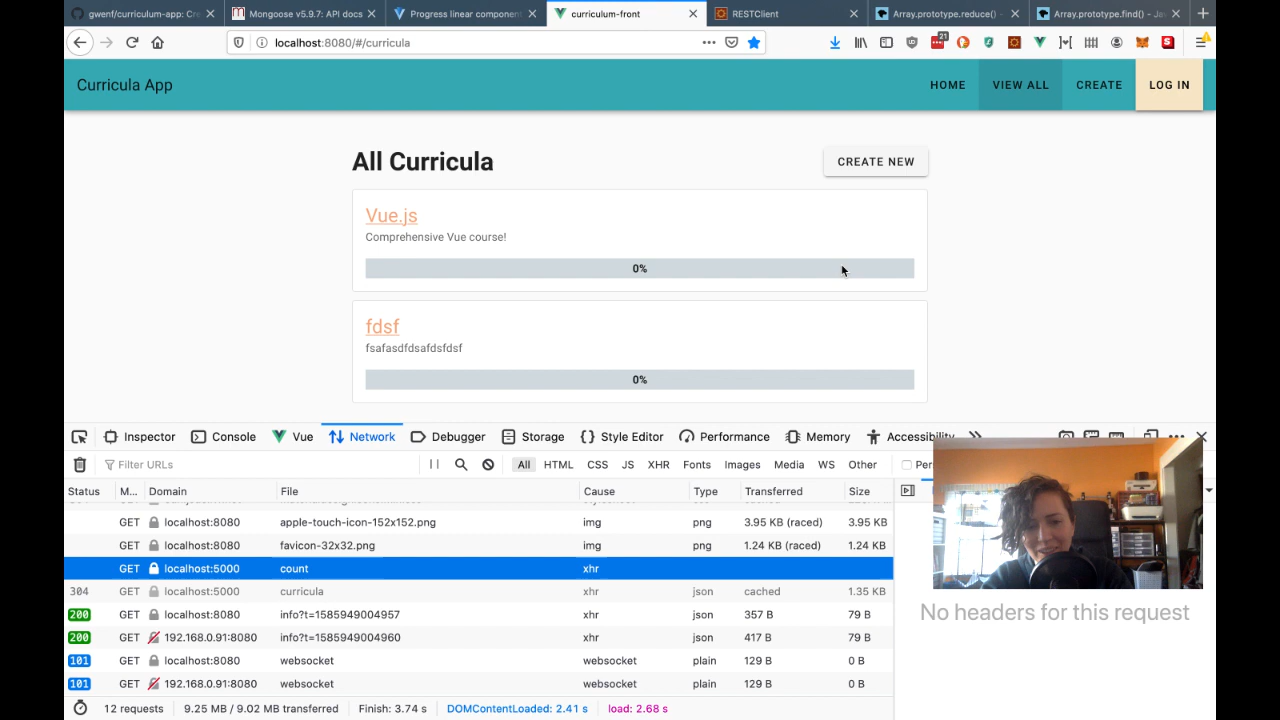 gwenf/curriculum-app: Cre
Mongoose v5.9.7: API docs
Progress linear component
curriculum-front
RESTClient
Array.prototype.reduce() -
Array.prototype.find() - Ja
localhost:8080/#/curricula
21
Curricula App
HOME
VIEW ALL
CREATE
LOG IN
All Curricula
CREATE NEW
Vue.js
Comprehensive Vue course!
0%
fdsf
fsafasdfdsafdsfdsf
0%
Inspector
Console
Vue
Network
Debugger
Storage
Style Editor
Performance
Memory
Accessibility
Filter URLs
All
HTML
CSS
JS
XHR
Fonts
Images
Media
WS
Other
Per
Status M... Domain File Cause Type Transferred Size
GET localhost:8080 apple-touch-icon-152x152.png img png 3.95 KB (raced) 3.95 KB
GET localhost:8080 favicon-32x32.png img png 1.24 KB (raced) 1.24 KB
GET localhost:5000 count xhr
304 GET localhost:5000 curricula xhr json cached 1.35 KB
200 GET localhost:8080 info?t=1585949004957 xhr json 357 B 79 B
200 GET 192.168.0.91:8080 info?t=1585949004960 xhr json 417 B 79 B
101 GET localhost:8080 websocket websocket plain 129 B 0 B
101 GET 192.168.0.91:8080 websocket websocket plain 129 B 0 B
No headers for this request
12 requests
9.25 MB / 9.02 MB transferred
Finish: 3.74 s
DOMContentLoaded: 2.41 s
load: 2.68 s